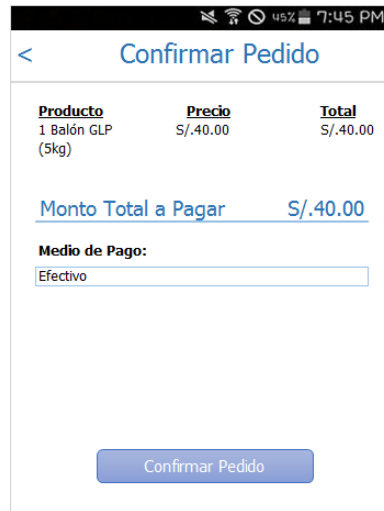 45% 7:45 PM
< Confirmar Pedido
Producto Precio Total
1 Balón GLP S/.40.00 S/.40.00
(5kg)
Monto Total a Pagar S/.40.00
Medio de Pago:
Efectivo
Confirmar Pedido